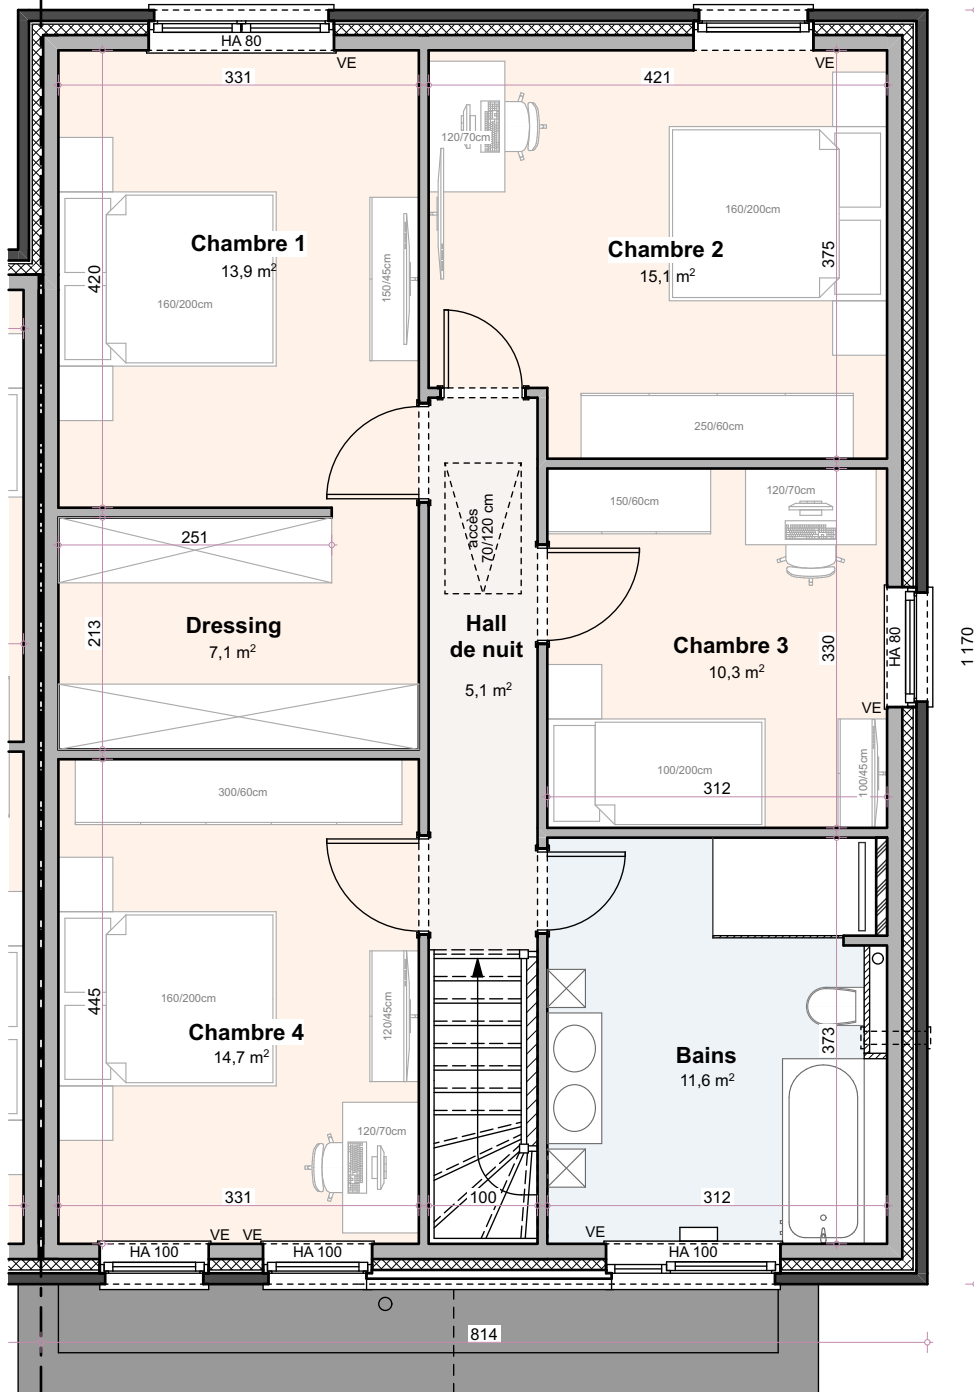 HA 80
VE
VE
331
421
120/70cm
160/200cm
Chambre 1
13,9 m²
Chambre 2
15,1 m²
375
420
150/45cm
160/200cm
250/60cm
150/60cm
120/70cm
accès
70/120 cm
251
Dressing
7,1 m²
213
Hall
de nuit
5,1 m²
Chambre 3
10,3 m²
330
HA 80
1170
VE
100/200cm
312
100/45cm
300/60cm
160/200cm
445
Chambre 4
14,7 m²
120/45cm
Bains
11,6 m²
373
120/70cm
331
100
312
VE
VE
VE
HA 100
HA 100
HA 100
814